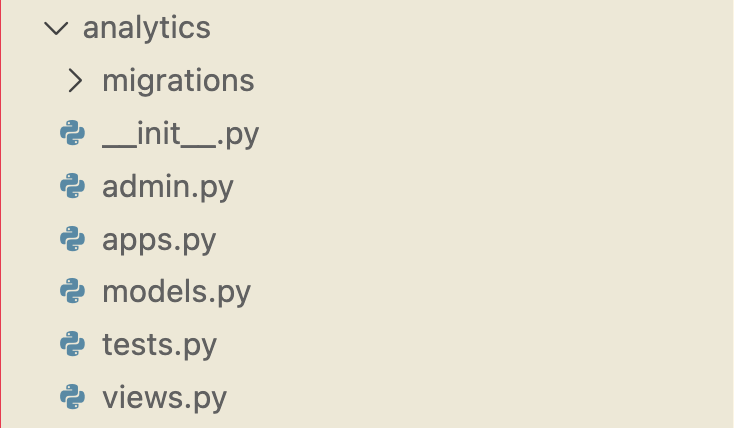 analytics
migrations
__init__.py
admin.py
apps.py
models.py
tests.py
views.py